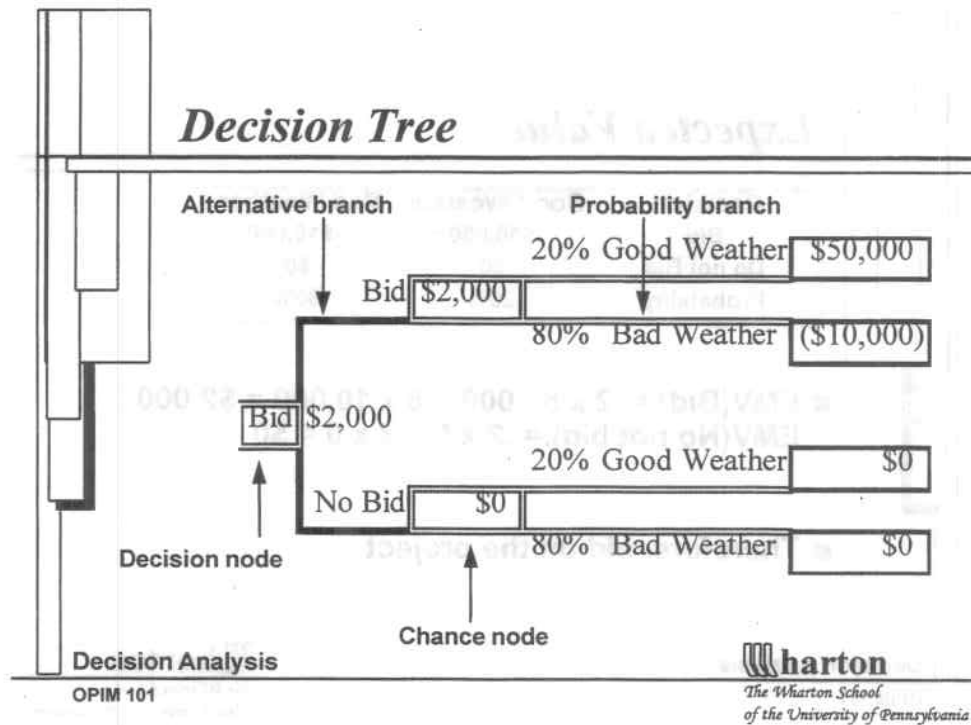 Decision Tree
Alternative branch
Probability branch
20% Good Weather $50,000
Bid $2,000
80% Bad Weather ($10,000)
Bid $2,000
20% Good Weather $0
No Bid $0
80% Bad Weather $0
Decision node
Chance node
Decision Analysis
OPIM 101
Wharton
The Wharton School
of the University of Pennsylvania